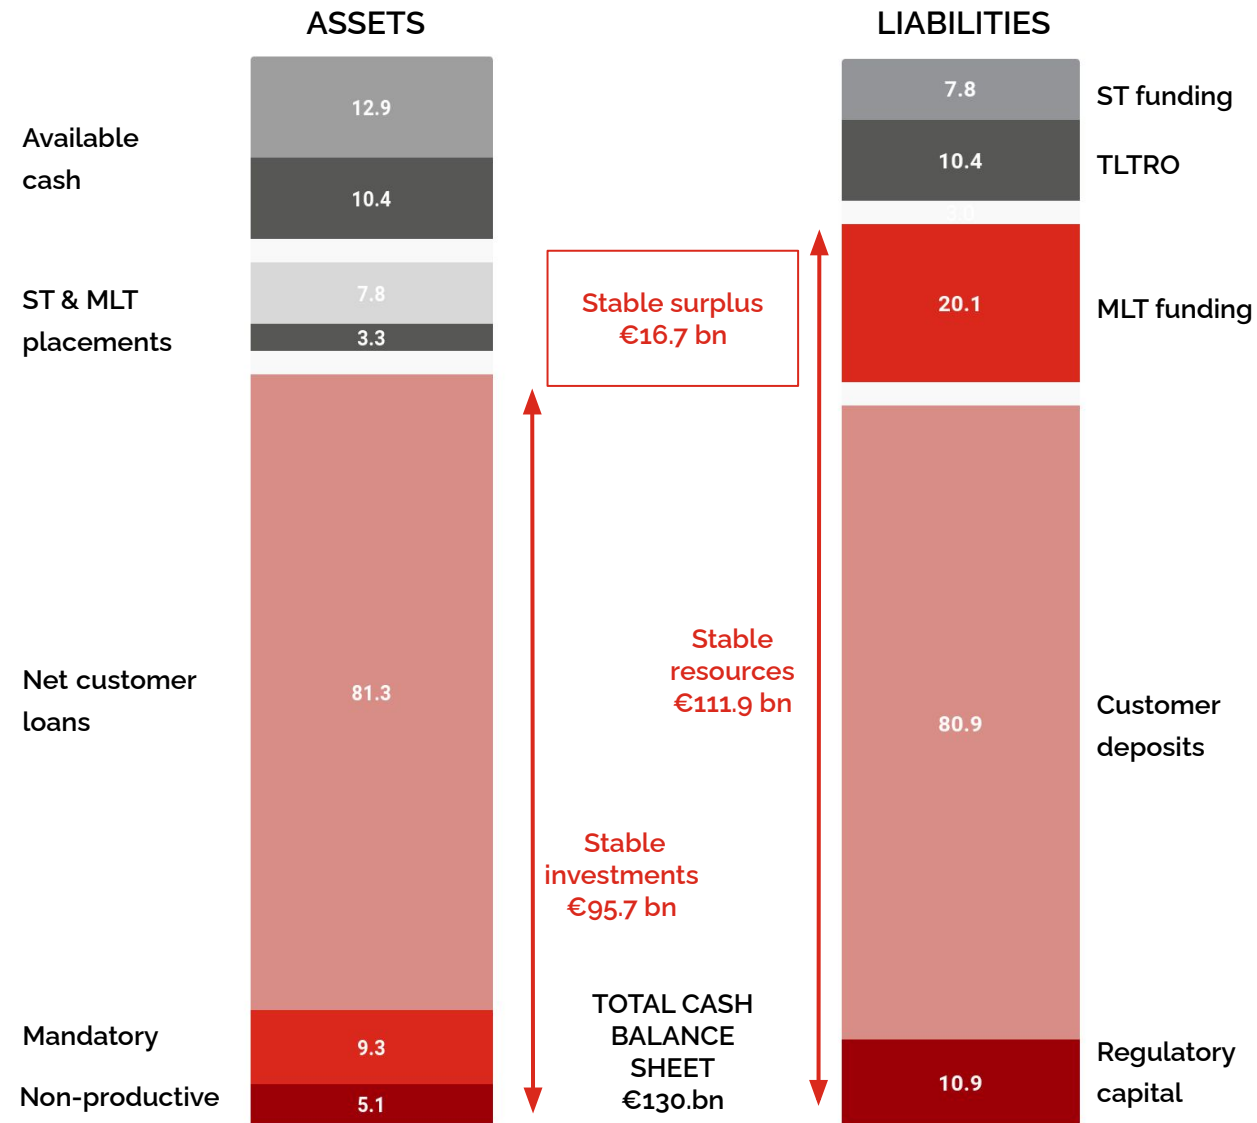 ASSETS
LIABILITIES
Available
cash
12.9
10.4
ST & MLT
placements
7.8
3.3
Net customer
loans
81.3
Mandatory
9.3
Non-productive
5.1
Stable surplus
€16.7 bn
Stable
resources
€111.9 bn
Stable
investments
€95.7 bn
TOTAL CASH
BALANCE
SHEET
€130.bn
7.8
ST funding
10.4
TLTRO
3.0
20.1
MLT funding
80.9
Customer
deposits
10.9
Regulatory
capital